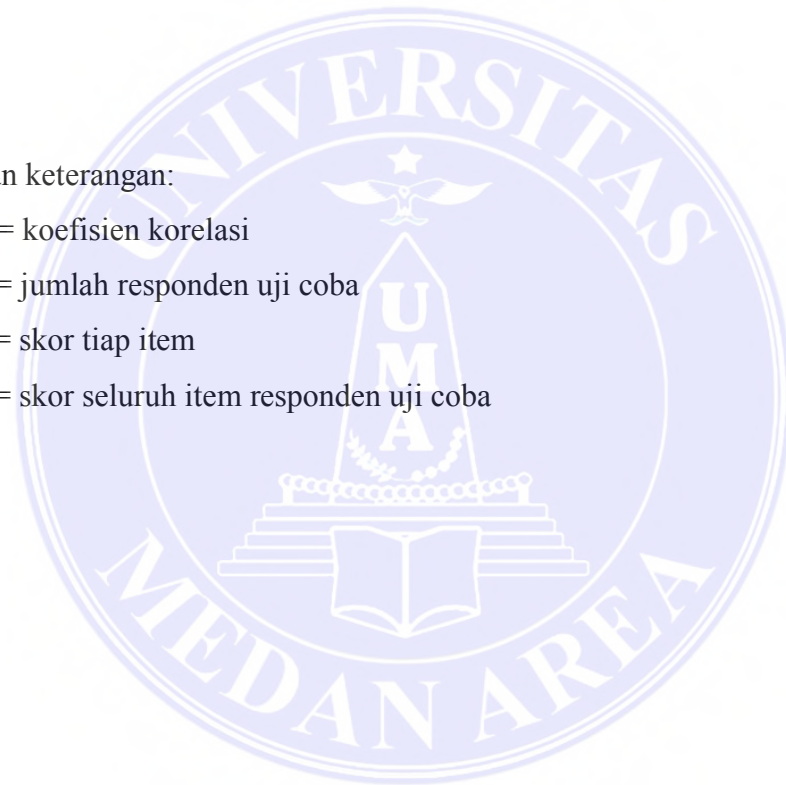 UNIVERSITAS
an keterangan:
= koefisien korelasi
= jumlah responden uji coba
= skor tiap item
= skor seluruh item responden uji coba
U
M
A
MEDAN AREA